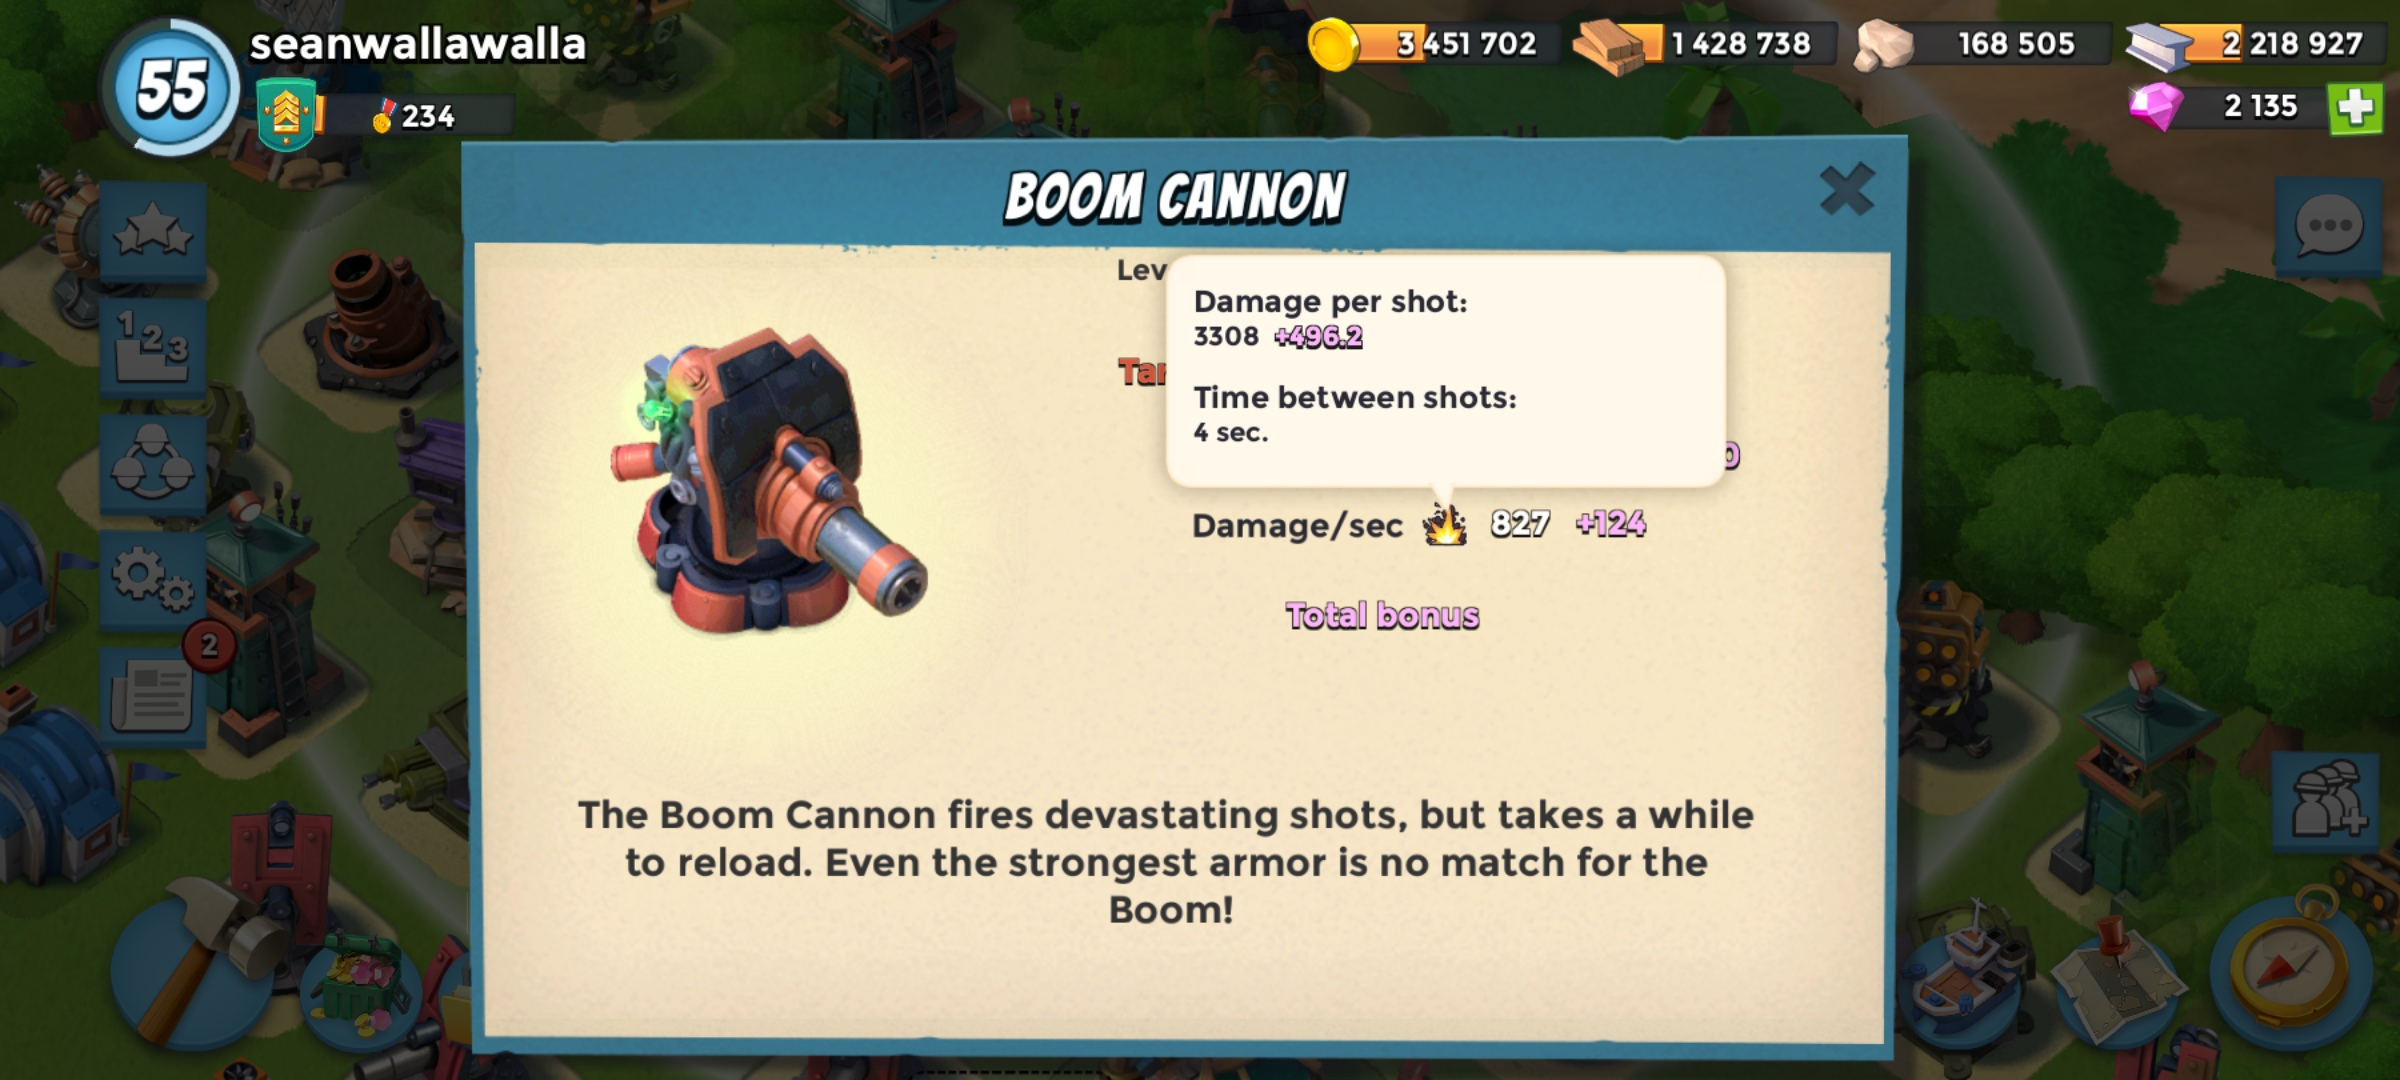 55
seanwallawalla
234
3 451 702
1 428 738
168 505
2 218 927
2 135
BOOM CANNON
Damage per shot:
3308 +496.2
Time between shots:
4 sec.
Damage/sec 827 +124
Total bonus
1 2 3
2
The Boom Cannon fires devastating shots, but takes a while
to reload. Even the strongest armor is no match for the
Boom!